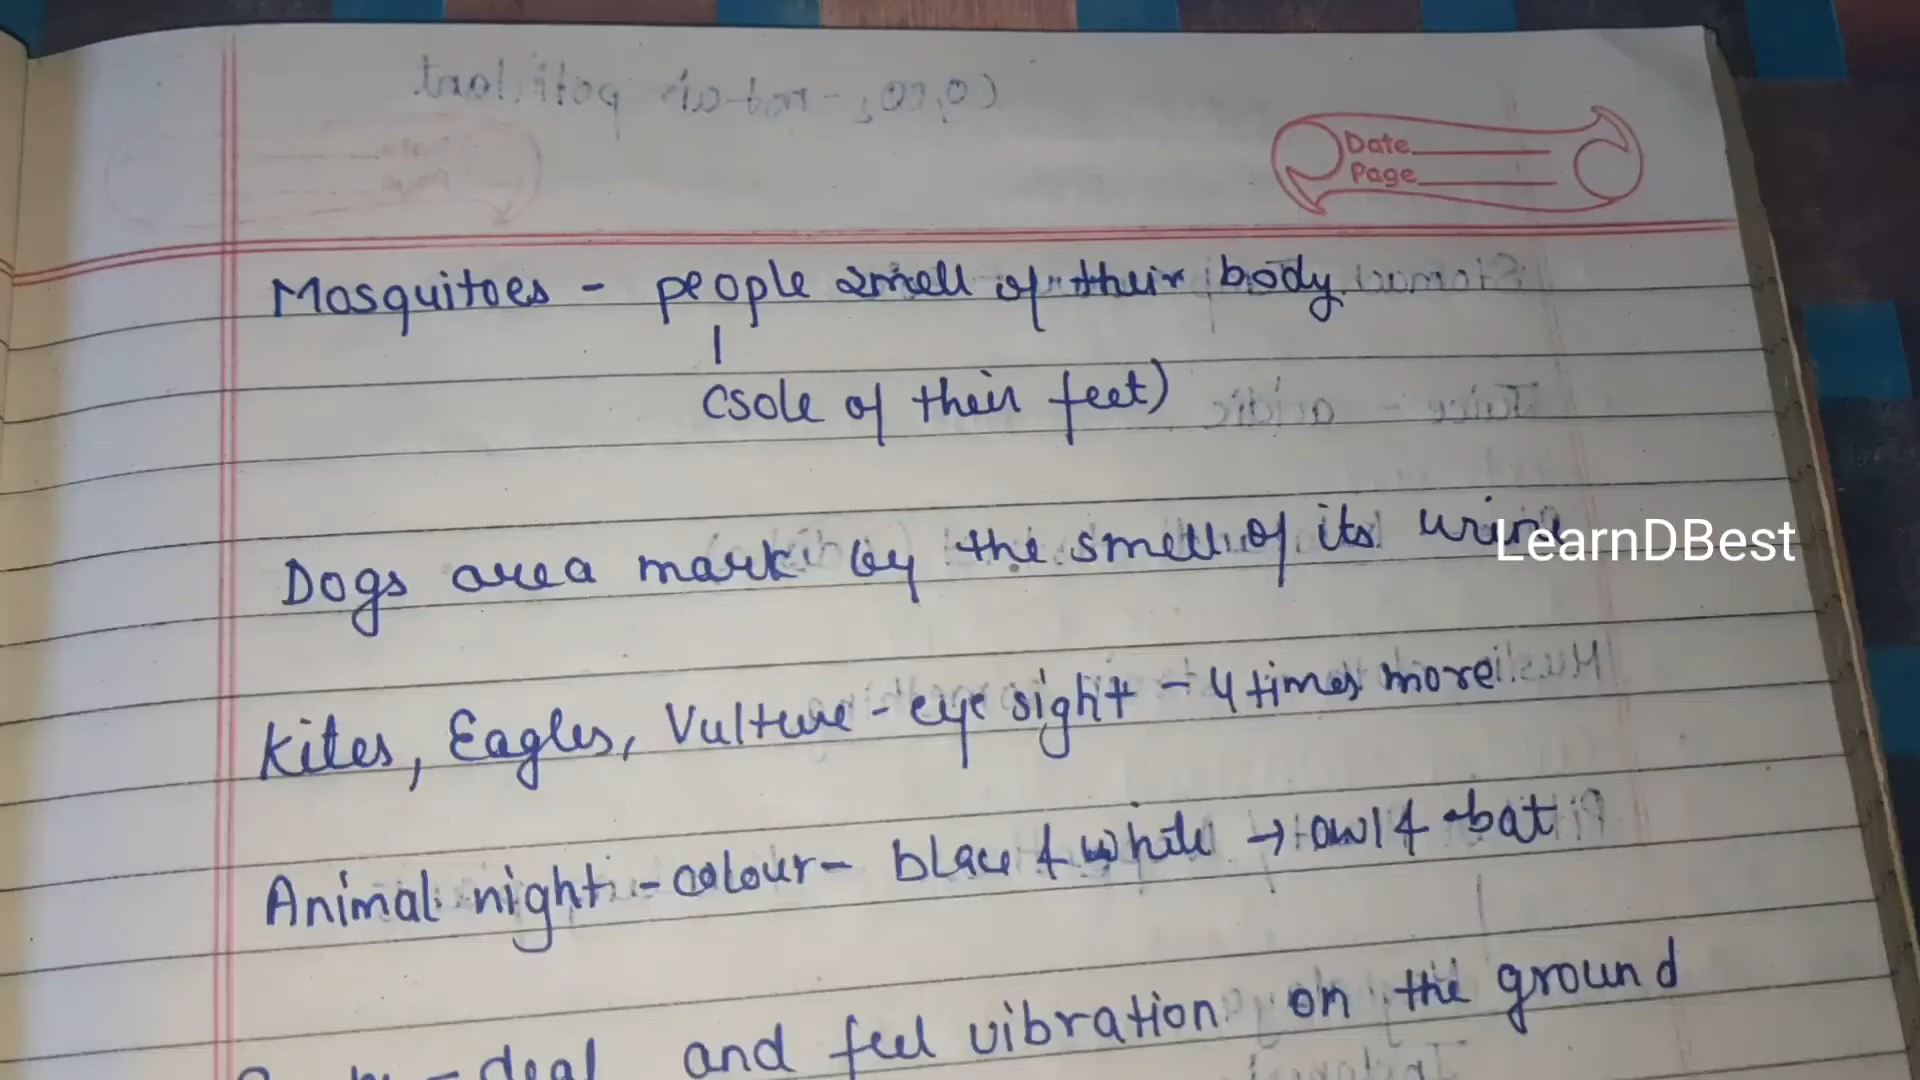 Date
Page
Mosquitoes - people smell of their body.
(sole of their feet)
Dogs area mark by the smell of its urine
LearnDBest
Kites, Eagles, Vulture - eye sight - 4 times more
Animal night - colour - black & white → owl & bat
- deaf and feel vibration on the ground